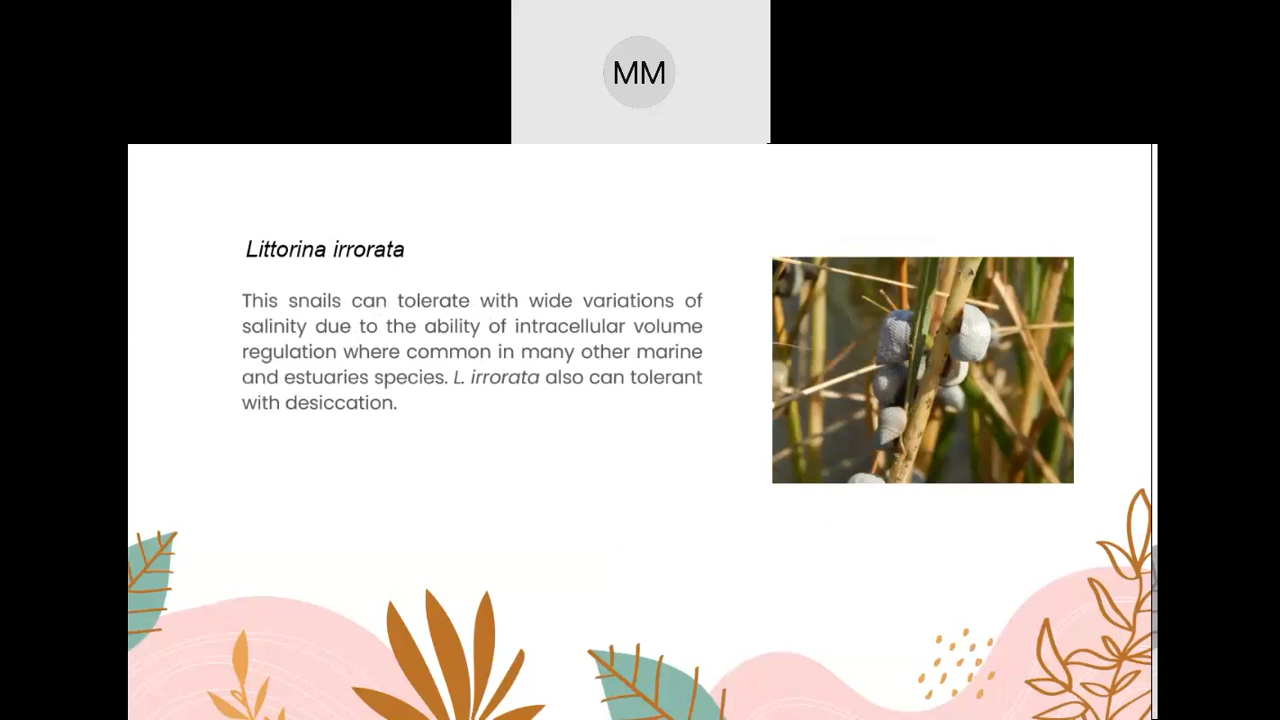 MM
Littorina irrorata
This snails can tolerate with wide variations of
salinity due to the ability of intracellular volume
regulation where common in many other marine
and estuaries species. L. irrorata also can tolerant
with desiccation.